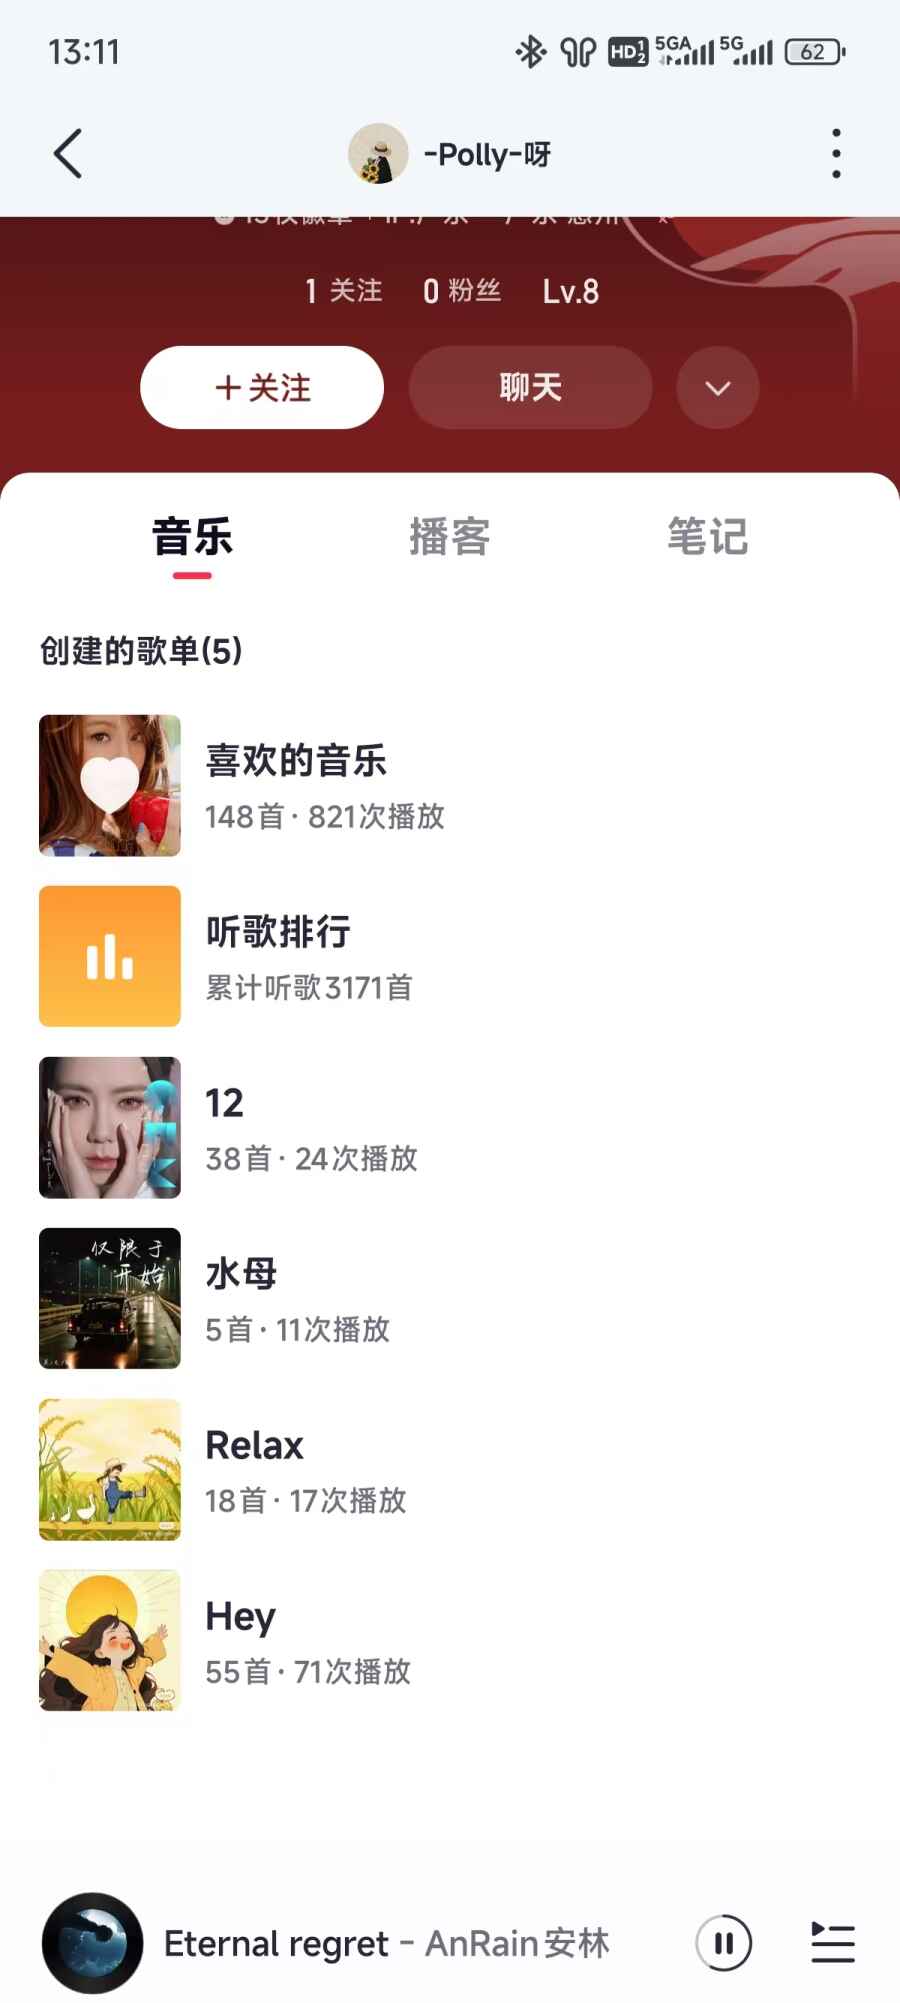 13:11
HD 1 2 5GA 5G 62
-Polly-呀
1 关注 0 粉丝 Lv.8
+关注 聊天
音乐 播客 笔记
创建的歌单(5)
喜欢的音乐
148首 · 821次播放
听歌排行
累计听歌3171首
12
38首 · 24次播放
仅限于
开始
水母
5首 · 11次播放
Relax
18首 · 17次播放
Hey
55首 · 71次播放
Eternal regret - AnRain安林